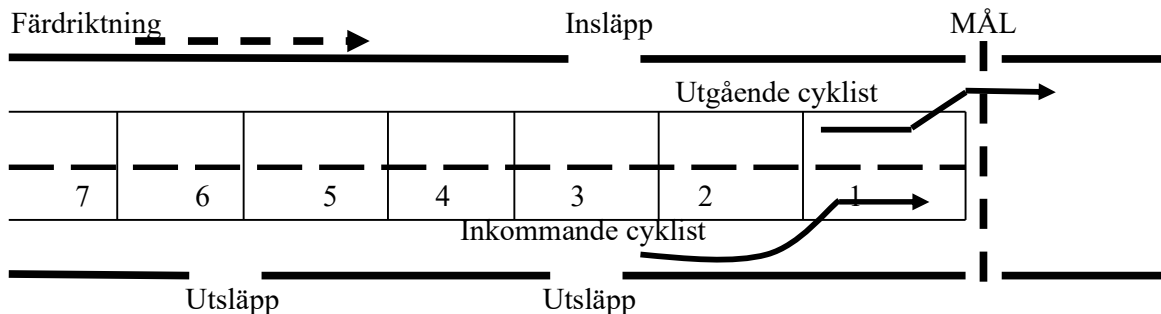 Färdriktning Insläpp MÅL
Utgående cyklist
7 6 5 4 3 2 1
Inkommande cyklist
Utsläpp Utsläpp